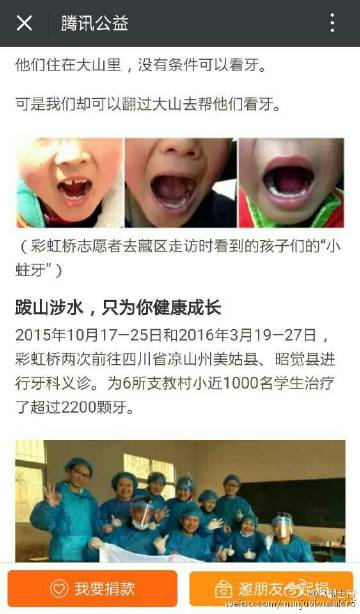 腾讯公益
他们住在大山里，没有条件可以看牙。
可是我们却可以翻过大山去帮他们看牙。
（彩虹桥志愿者去藏区走访时看到的孩子们的“小
蛀牙”）
跋山涉水，只为你健康成长
2015年10月17—25日和2016年3月19—27日，
彩虹桥两次前往四川省凉山州美姑县、昭觉县进
行牙科义诊。为6所支教村小近1000名学生治疗
了超过2200颗牙。
我要捐款
邀朋友一起捐